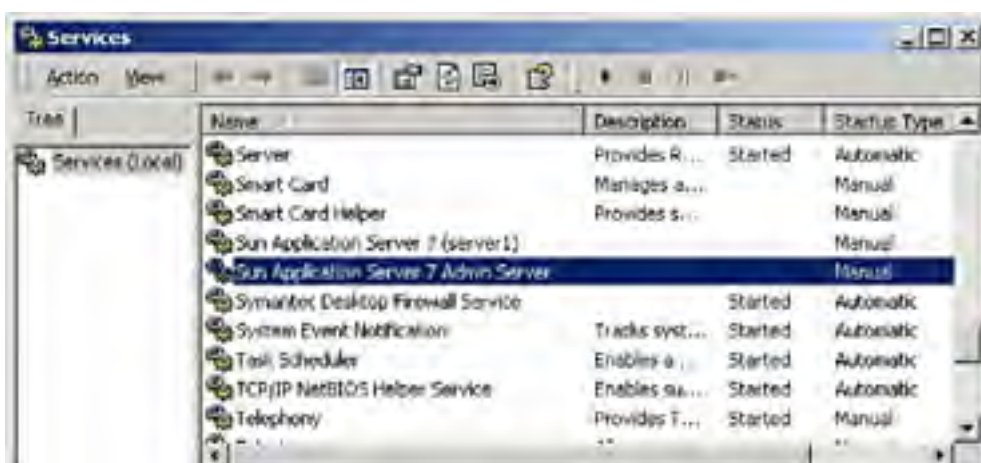 Services
Action View
Tree
Name Description Status Startup Type
Services (Local)
Server Provides R... Started Automatic
Smart Card Manages a... Manual
Smart Card Helper Provides s... Manual
Sun Application Server 7 (server1) Manual
Sun Application Server 7 Admin Server Manual
Symantec Desktop Firewall Service Started Automatic
System Event Notification Tracks syst... Started Automatic
Task Scheduler Enables a ... Started Automatic
TCP/IP NetBIOS Helper Service Enables su... Started Automatic
Telephony Provides T... Started Manual